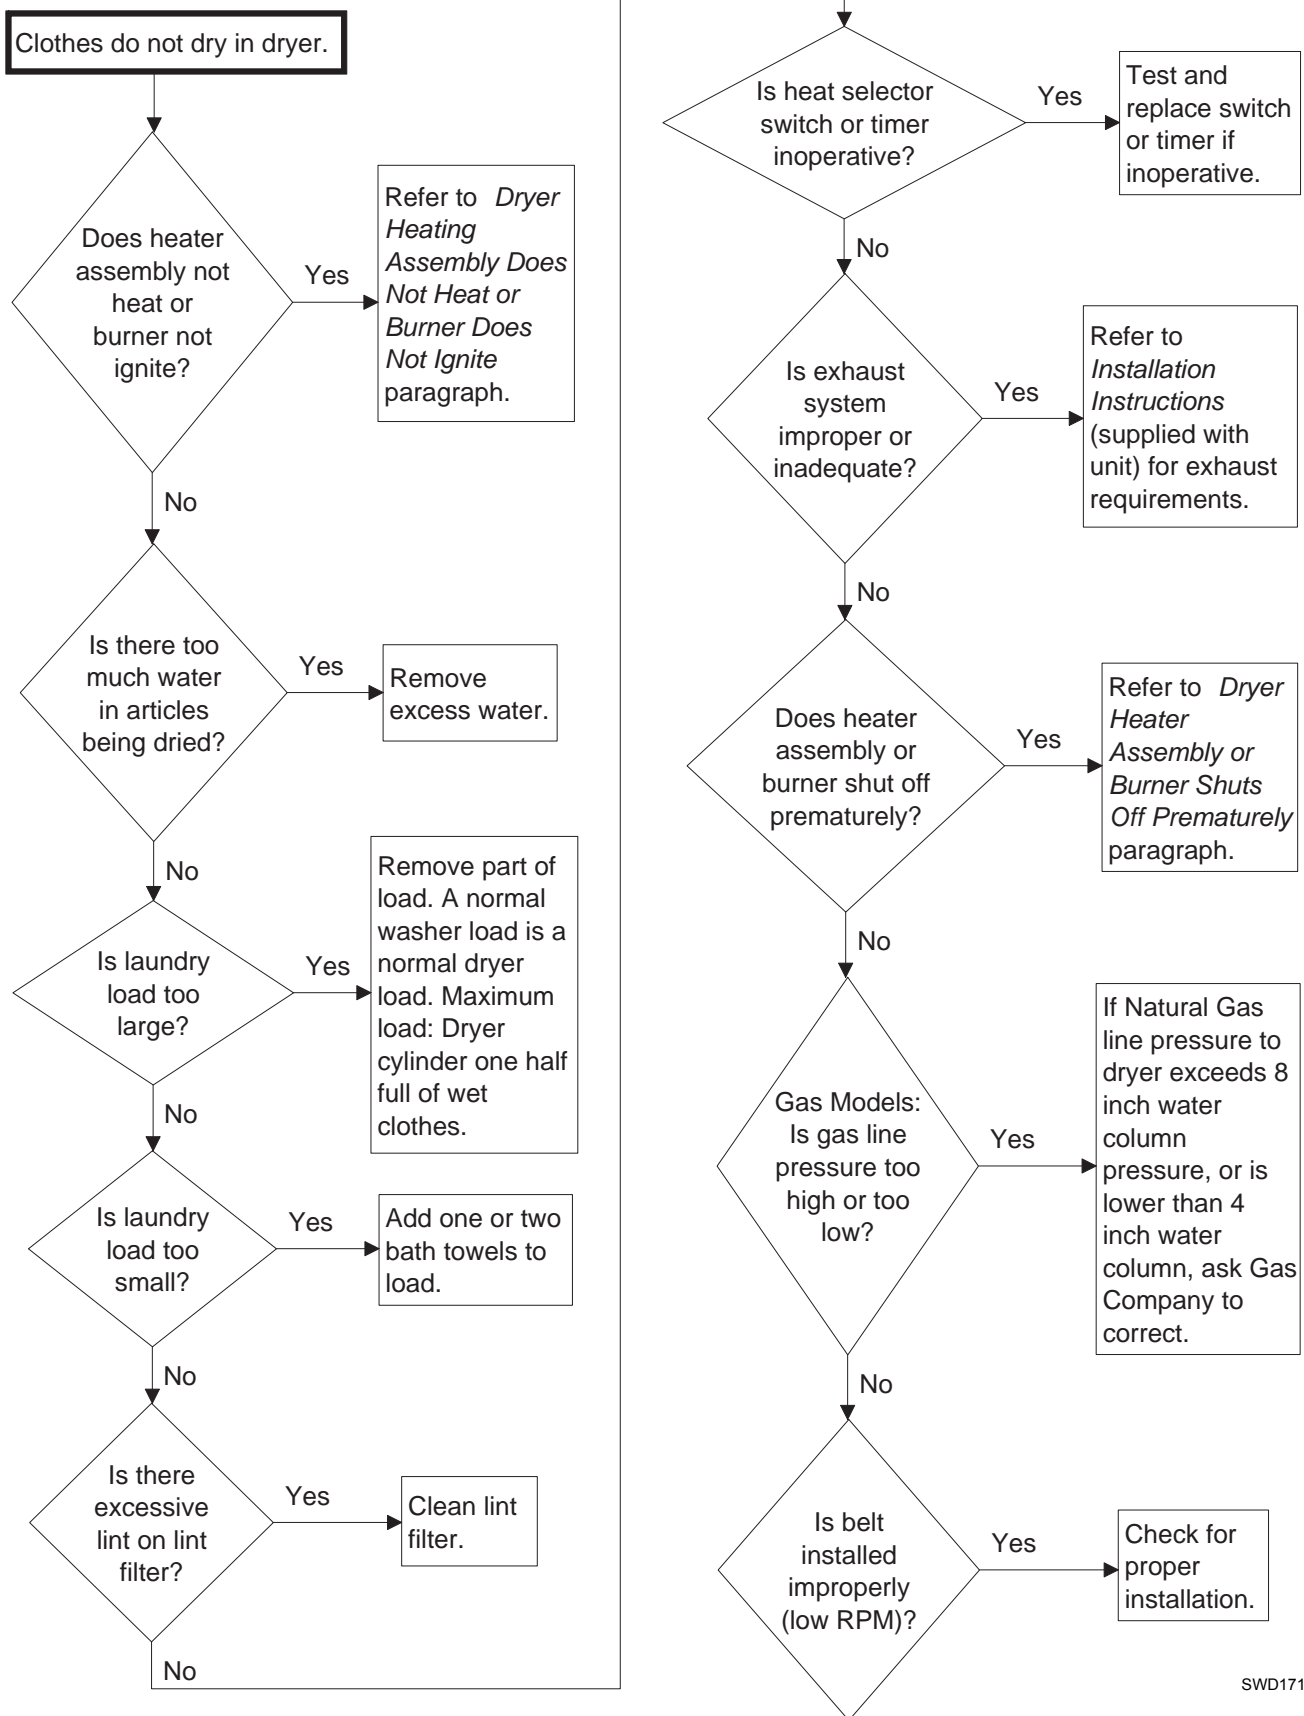 Clothes do not dry in dryer.
Does heater
assembly not
heat or
burner not
ignite?
Yes
Refer to Dryer
Heating
Assembly Does
Not Heat or
Burner Does
Not Ignite
paragraph.
No
Is there too
much water
in articles
being dried?
Yes
Remove
excess water.
No
Is laundry
load too
large?
Yes
Remove part of
load. A normal
washer load is a
normal dryer
load. Maximum
load: Dryer
cylinder one half
full of wet
clothes.
No
Is laundry
load too
small?
Yes
Add one or two
bath towels to
load.
No
Is there
excessive
lint on lint
filter?
Yes
Clean lint
filter.
No
Is heat selector
switch or timer
inoperative?
Yes
Test and
replace switch
or timer if
inoperative.
No
Is exhaust
system
improper or
inadequate?
Yes
Refer to
Installation
Instructions
(supplied with
unit) for exhaust
requirements.
No
Does heater
assembly or
burner shut off
prematurely?
Yes
Refer to Dryer
Heater
Assembly or
Burner Shuts
Off Prematurely
paragraph.
No
Gas Models:
Is gas line
pressure too
high or too
low?
Yes
If Natural Gas
line pressure to
dryer exceeds 8
inch water
column
pressure, or is
lower than 4
inch water
column, ask Gas
Company to
correct.
No
Is belt
installed
improperly
(low RPM)?
Yes
Check for
proper
installation.
SWD171